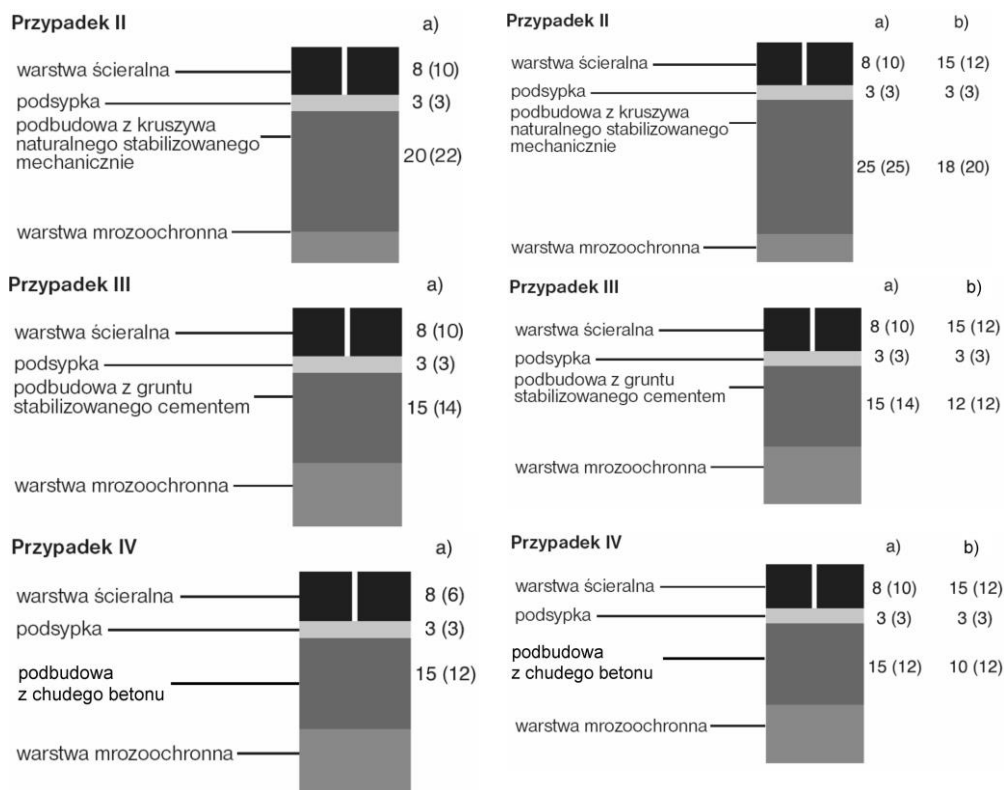 Przypadek II a)
warstwa ścieralna 8 (10)
podsypka 3 (3)
podbudowa z kruszywa
naturalnego stabilizowanego
mechanicznie 20 (22)
warstwa mrozoochronna
Przypadek III a)
warstwa ścieralna 8 (10)
podsypka 3 (3)
podbudowa z gruntu
stabilizowanego cementem 15 (14)
warstwa mrozoochronna
Przypadek IV a)
warstwa ścieralna 8 (6)
podsypka 3 (3)
podbudowa 15 (12)
z chudego betonu
warstwa mrozoochronna
Przypadek II a) b)
warstwa ścieralna 8 (10) 15 (12)
podsypka 3 (3) 3 (3)
podbudowa z kruszywa
naturalnego stabilizowanego
mechanicznie
25 (25) 18 (20)
warstwa mrozoochronna
Przypadek III a) b)
warstwa ścieralna 8 (10) 15 (12)
podsypka 3 (3) 3 (3)
podbudowa z gruntu
stabilizowanego cementem
15 (14) 12 (12)
warstwa mrozoochronna
Przypadek IV a) b)
warstwa ścieralna 8 (10) 15 (12)
podsypka 3 (3) 3 (3)
podbudowa
z chudego betonu 15 (12) 10 (12)
warstwa mrozoochronna